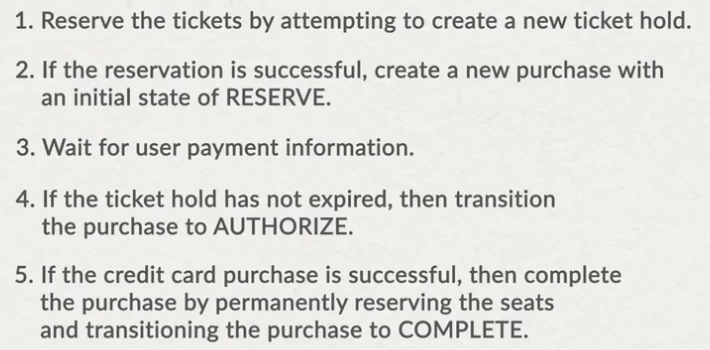 1. Reserve the tickets by attempting to create a new ticket hold.
2. If the reservation is successful, create a new purchase with
an initial state of RESERVE.
3. Wait for user payment information.
4. If the ticket hold has not expired, then transition
the purchase to AUTHORIZE.
5. If the credit card purchase is successful, then complete
the purchase by permanently reserving the seats
and transitioning the purchase to COMPLETE.